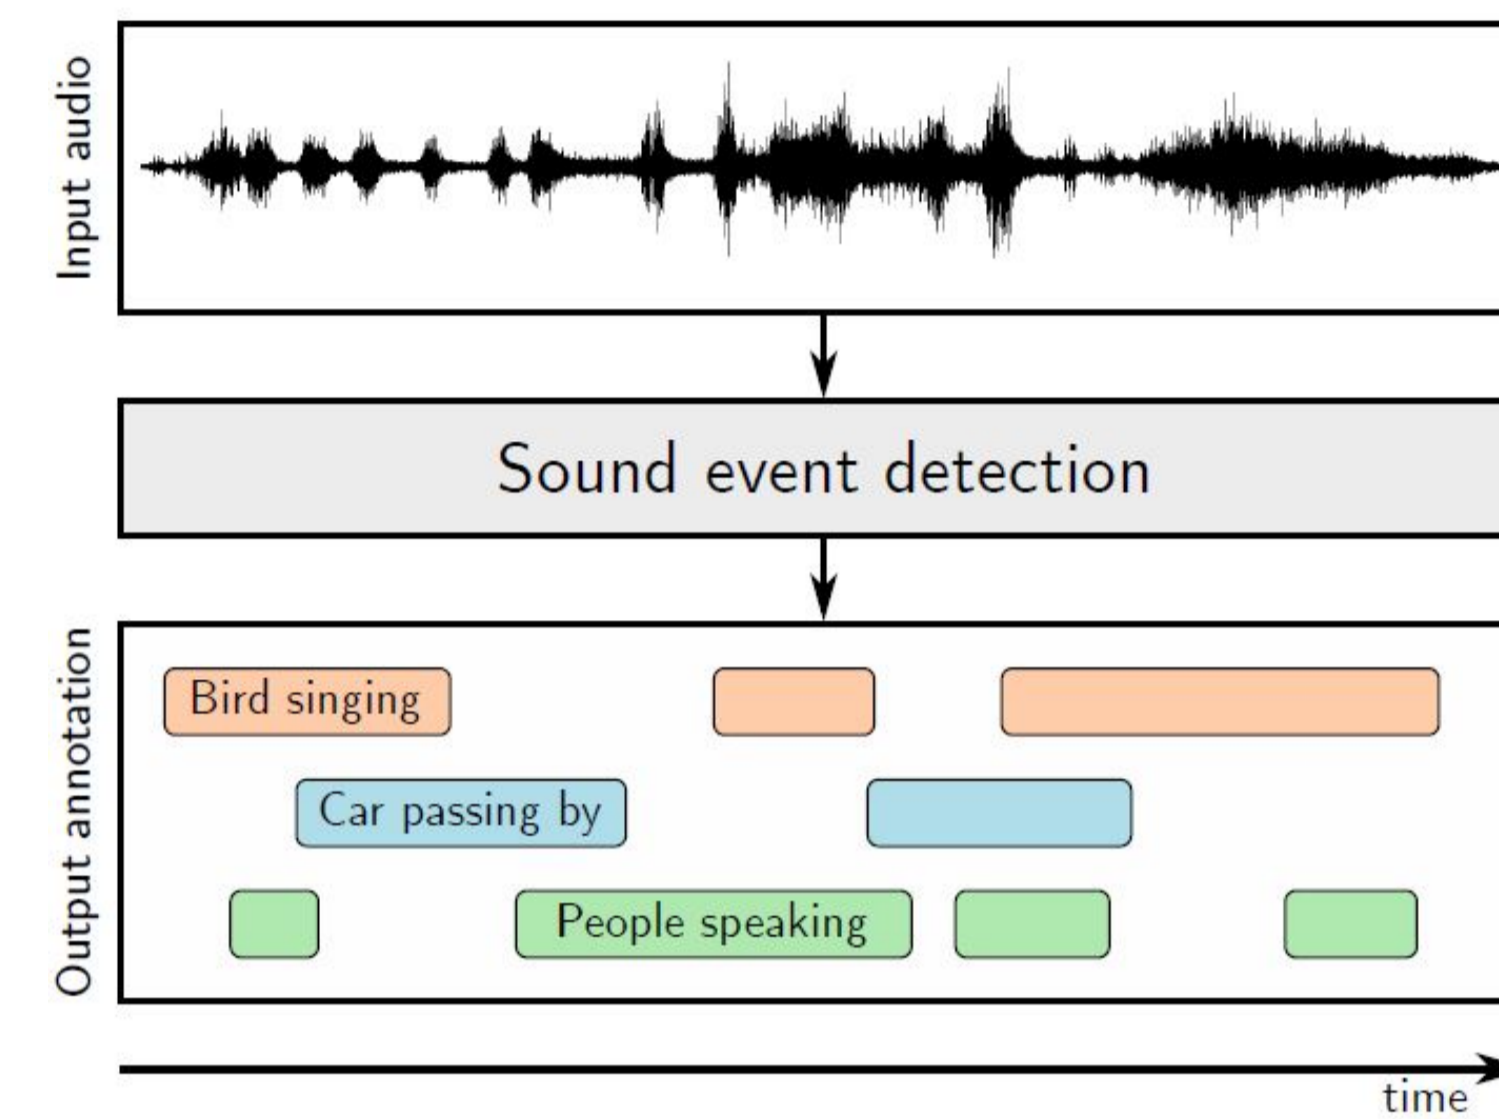 Input audio
Sound event detection
Output annotation
Bird singing
Car passing by
People speaking
time